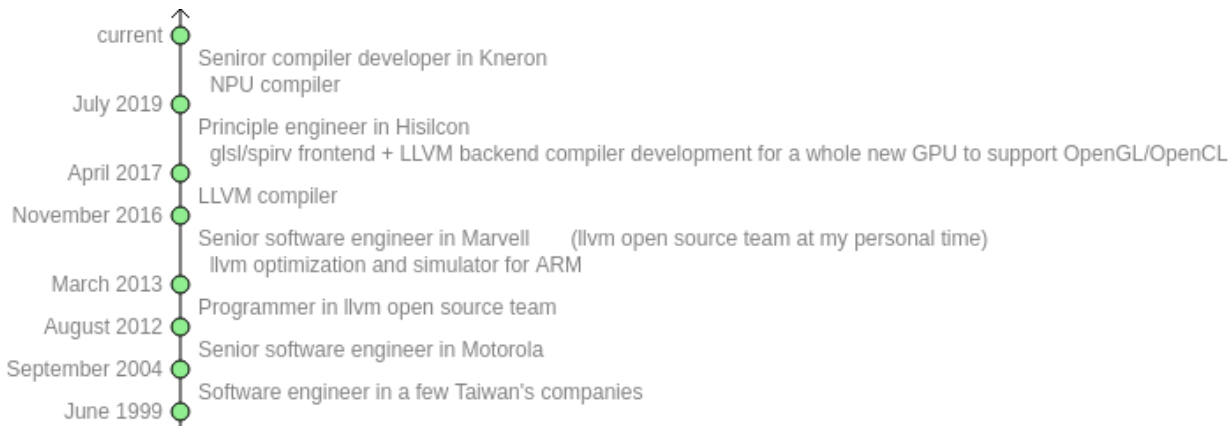 current
Seniror compiler developer in Kneron
NPU compiler
July 2019
Principle engineer in Hisilcon
glsl/spirv frontend + LLVM backend compiler development for a whole new GPU to support OpenGL/OpenCL
April 2017
LLVM compiler
November 2016
Senior software engineer in Marvell (llvm open source team at my personal time)
llvm optimization and simulator for ARM
March 2013
Programmer in llvm open source team
August 2012
Senior software engineer in Motorola
September 2004
Software engineer in a few Taiwan's companies
June 1999